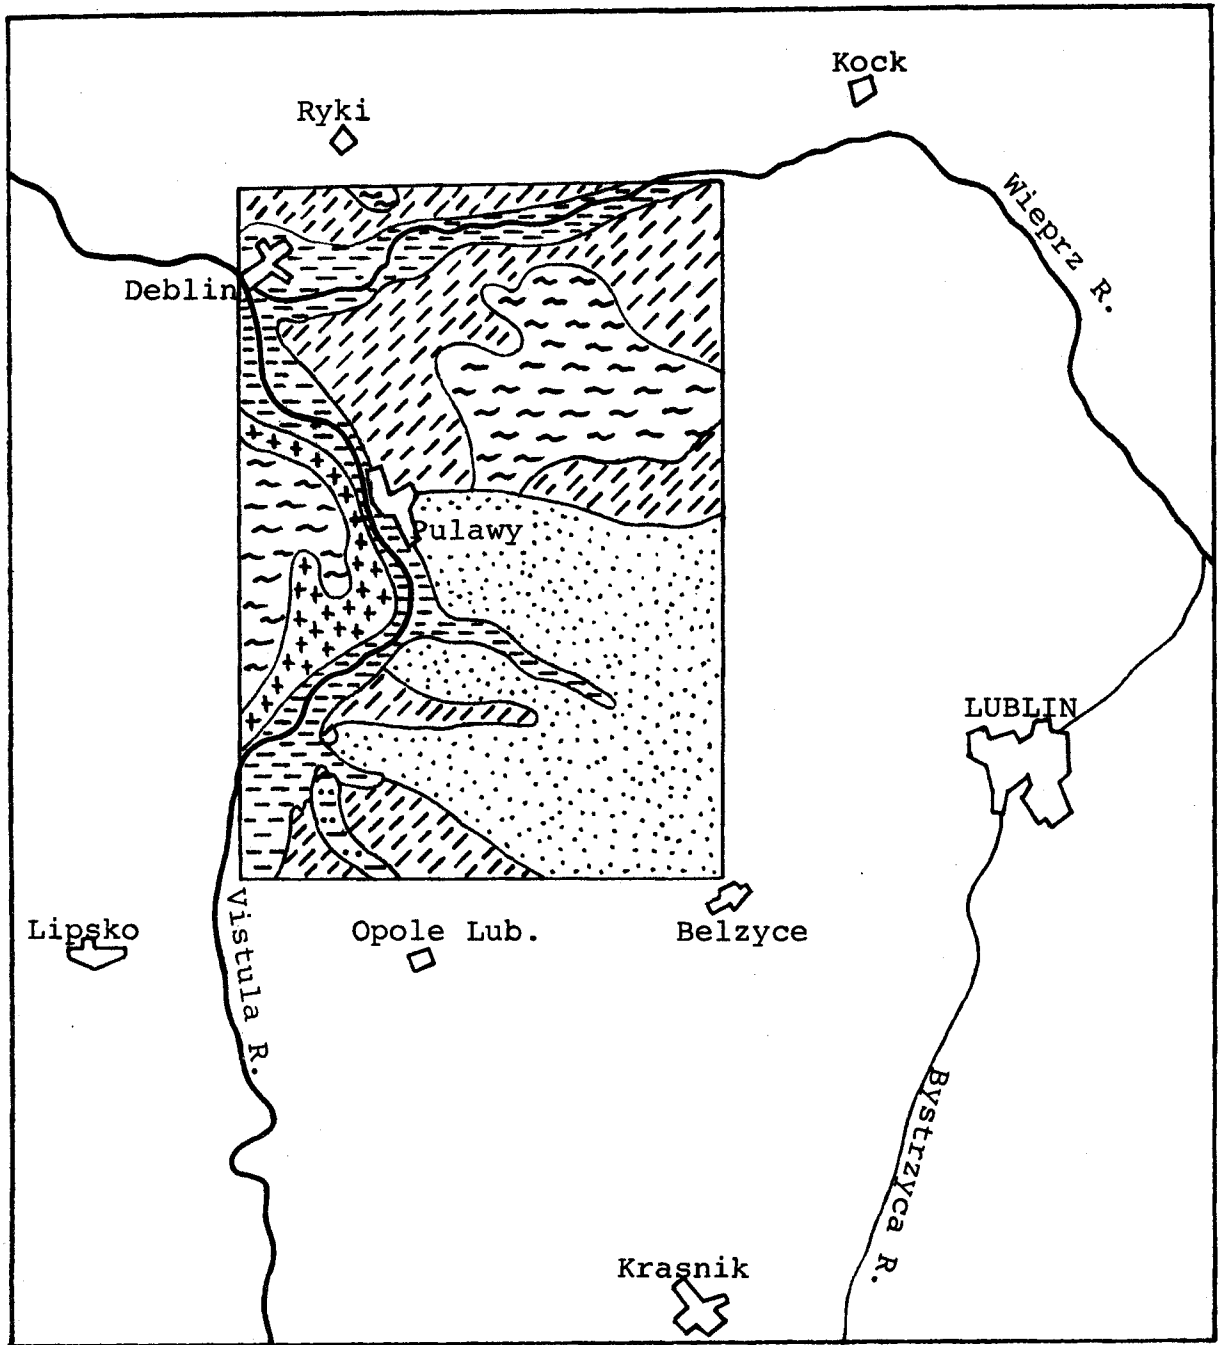 Kock
Ryki
Wieprz R.
Deblin
Pulawy
LUBLIN
Lipsko
Opole Lub.
Belzyce
Vistula R.
Bystrzyca R.
Krasnik